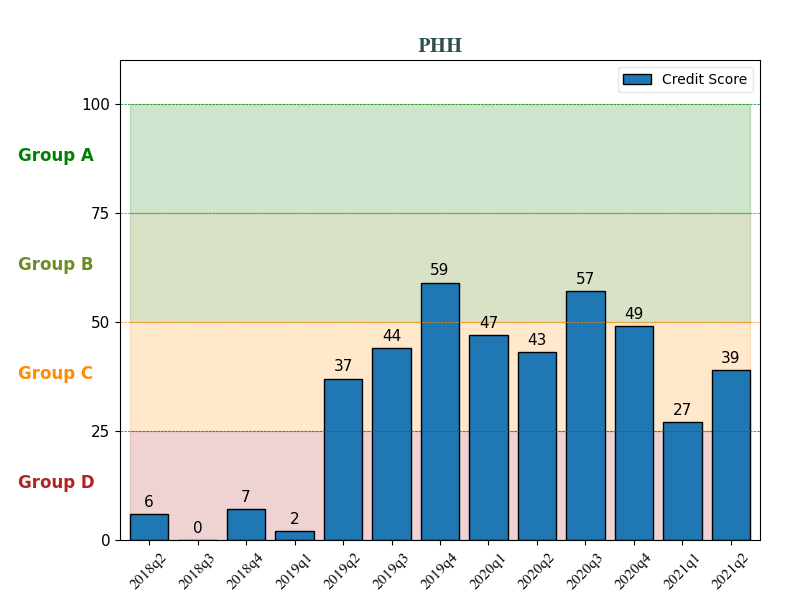 PHH
Credit Score
100
Group A
75
Group B
50
Group C
25
Group D
0
6
0
7
2
37
44
59
47
43
57
49
27
39
2018q2
2018q3
2018q4
2019q1
2019q2
2019q3
2019q4
2020q1
2020q2
2020q3
2020q4
2021q1
2021q2